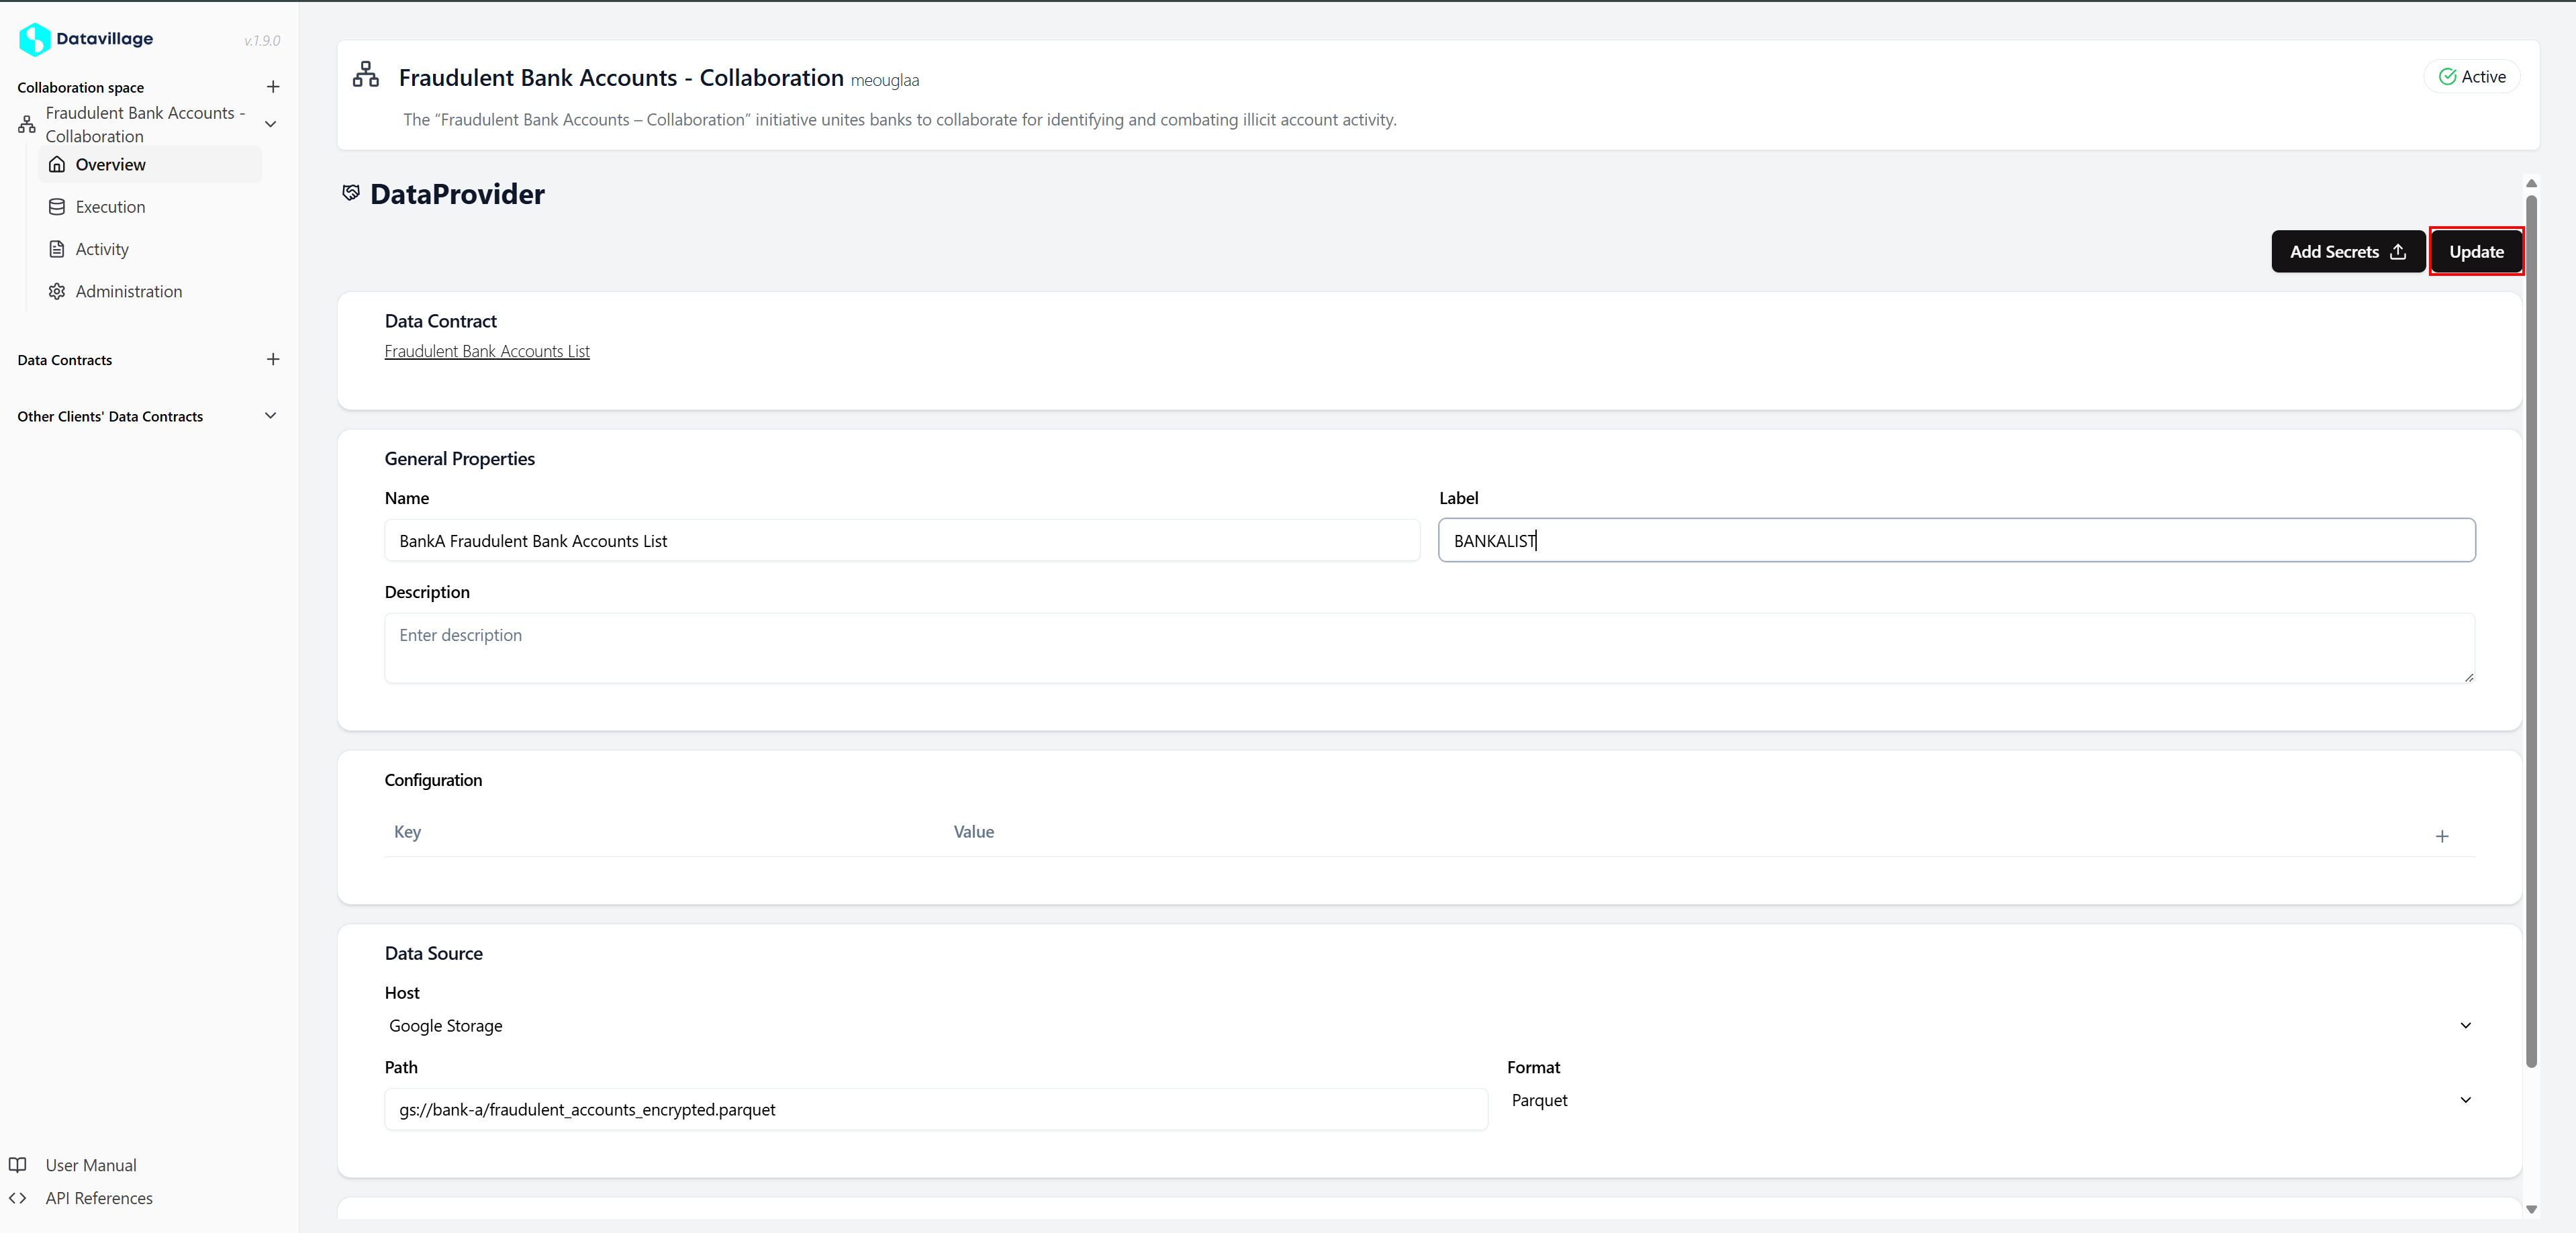 Datavillage
v.1.9.0
Collaboration space
Fraudulent Bank Accounts -
Collaboration
Overview
Execution
Activity
Administration
Data Contracts
Other Clients' Data Contracts
User Manual
API References
Fraudulent Bank Accounts - Collaboration meouglaa
Active
The “Fraudulent Bank Accounts – Collaboration” initiative unites banks to collaborate for identifying and combating illicit account activity.
DataProvider
Add Secrets
Update
Data Contract
Fraudulent Bank Accounts List
General Properties
Name
Label
BankA Fraudulent Bank Accounts List
BANKALIST
Description
Enter description
Configuration
Key
Value
Data Source
Host
Google Storage
Path
Format
gs://bank-a/fraudulent_accounts_encrypted.parquet
Parquet